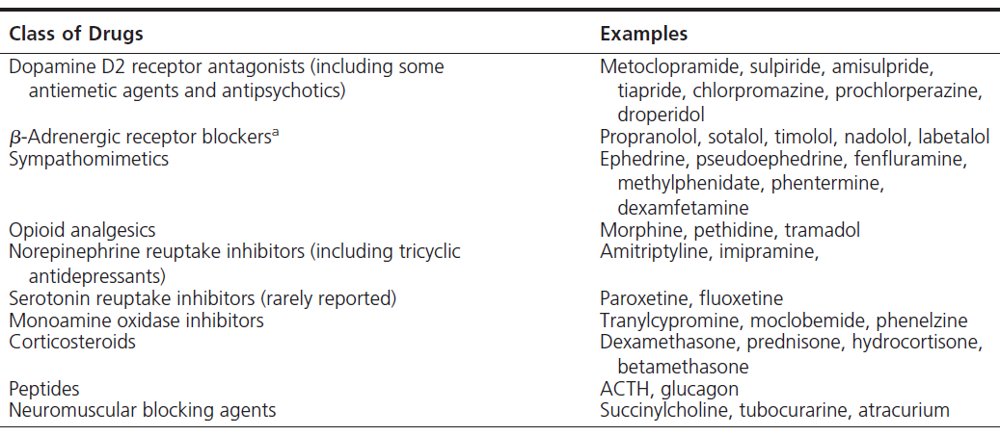 Class of Drugs Examples
Dopamine D2 receptor antagonists (including some Metoclopramide, sulpiride, amisulpride,
antiemetic agents and antipsychotics) tiapride, chlorpromazine, prochlorperazine,
droperidol
β-Adrenergic receptor blockersᵃ Propranolol, sotalol, timolol, nadolol, labetalol
Sympathomimetics Ephedrine, pseudoephedrine, fenfluramine,
methylphenidate, phentermine,
dexamfetamine
Opioid analgesics Morphine, pethidine, tramadol
Norepinephrine reuptake inhibitors (including tricyclic Amitriptyline, imipramine,
antidepressants)
Serotonin reuptake inhibitors (rarely reported) Paroxetine, fluoxetine
Monoamine oxidase inhibitors Tranylcypromine, moclobemide, phenelzine
Corticosteroids Dexamethasone, prednisone, hydrocortisone,
betamethasone
Peptides ACTH, glucagon
Neuromuscular blocking agents Succinylcholine, tubocurarine, atracurium